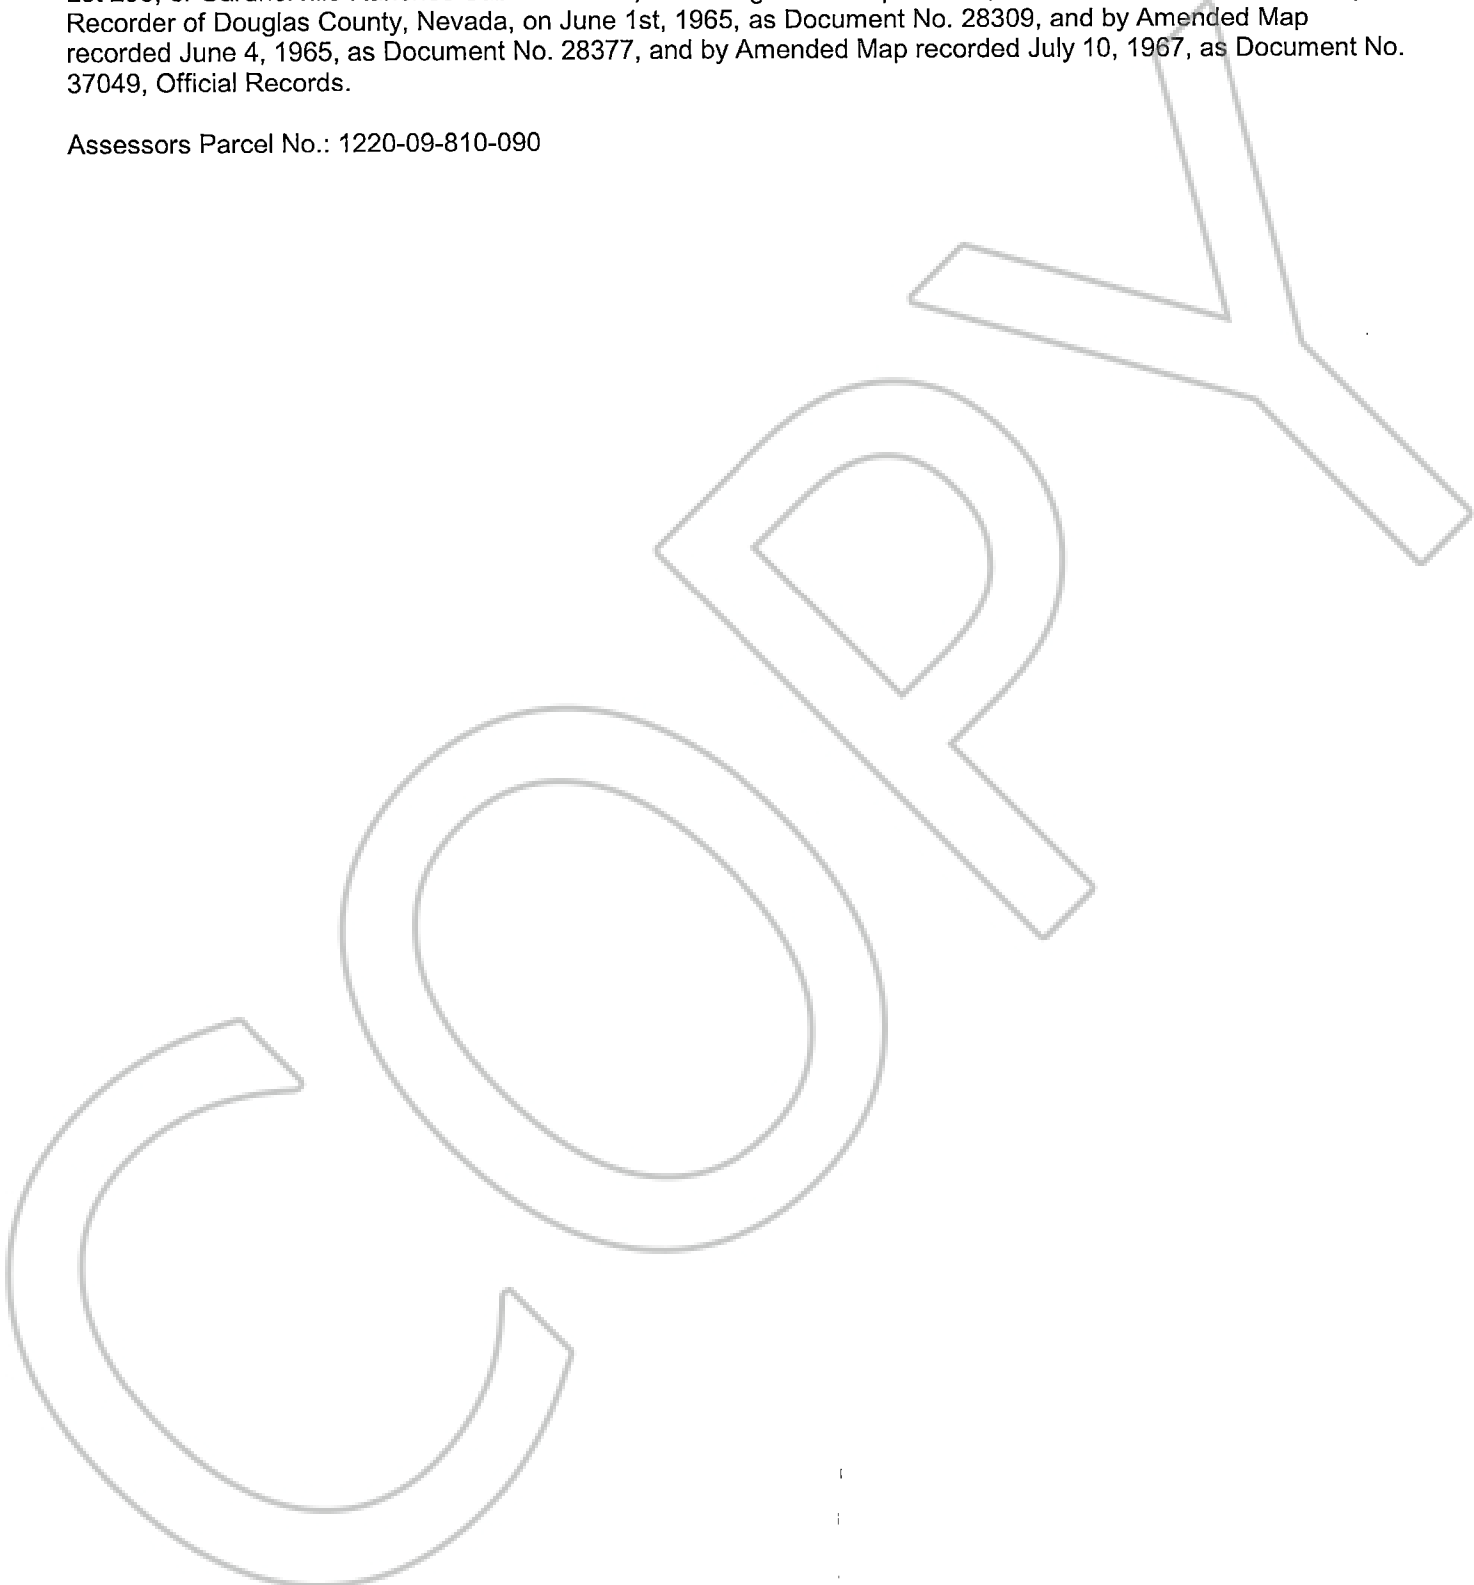 Recorder of Douglas County, Nevada, on June 1st, 1965, as Document No. 28309, and by Amended Map
recorded June 4, 1965, as Document No. 28377, and by Amended Map recorded July 10, 1967, as Document No.
37049, Official Records.
Assessors Parcel No.: 1220-09-810-090
COPY